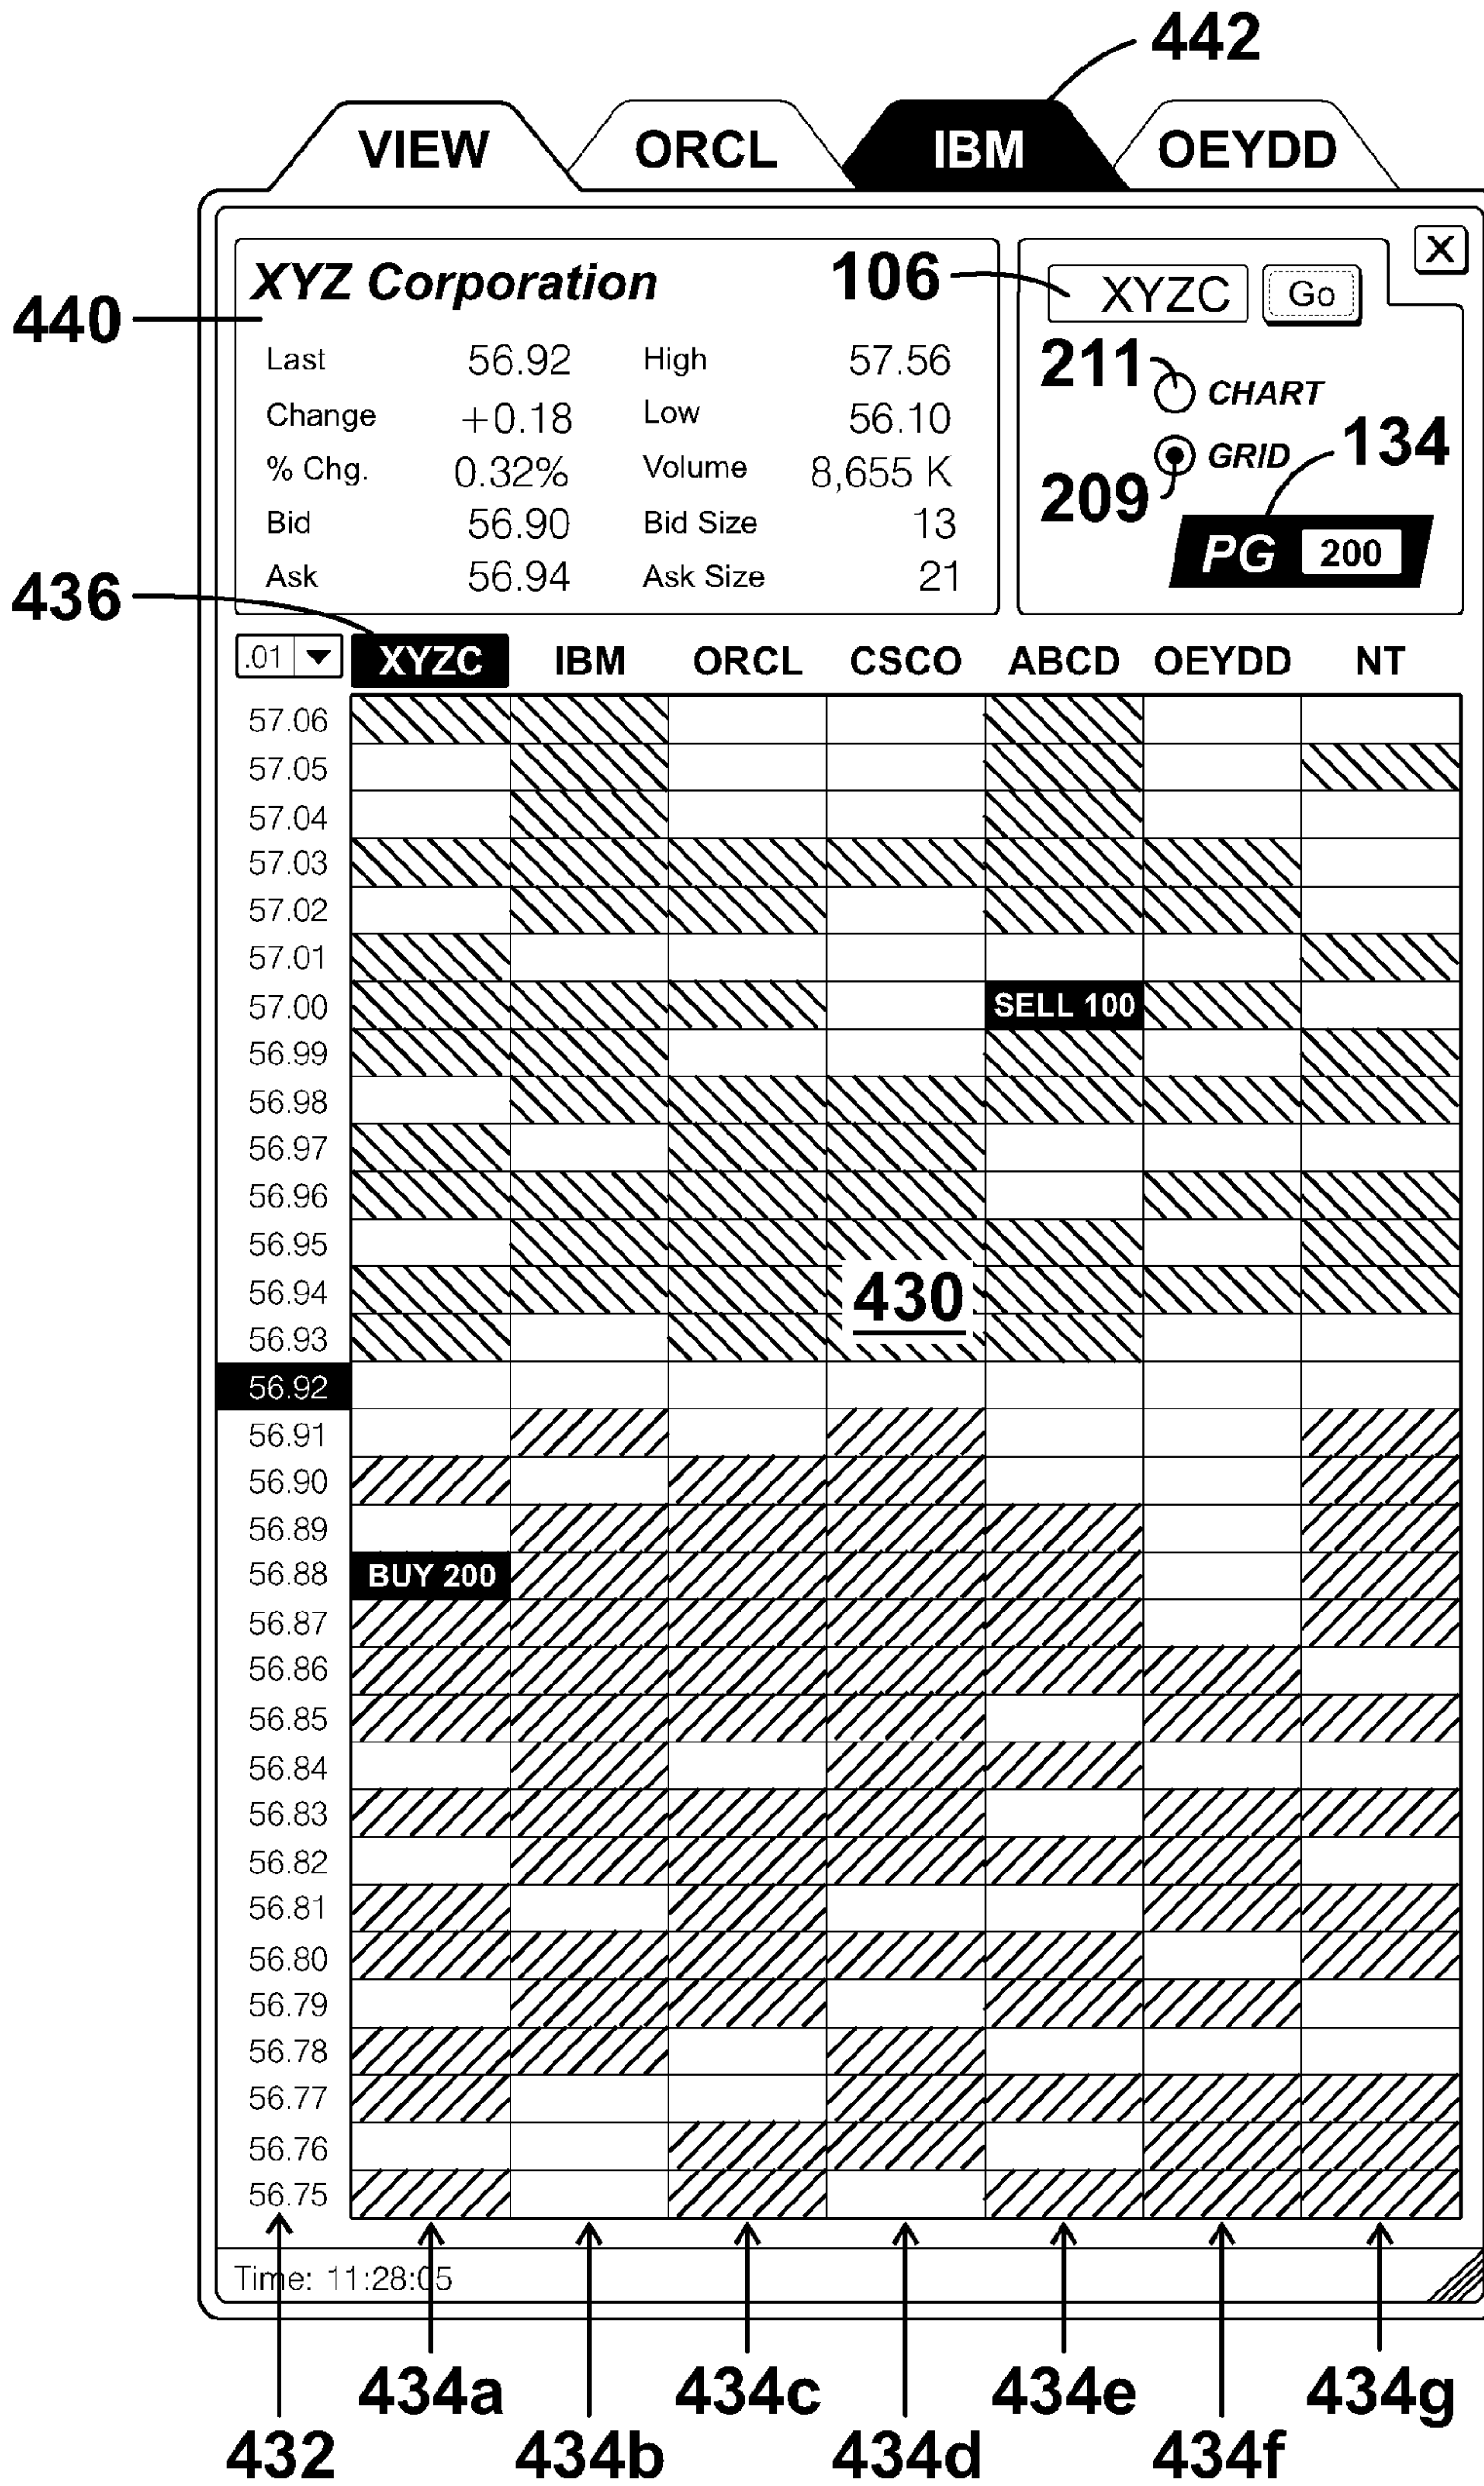 442
VIEW ORCL IBM OEYDD
XYZ Corporation
106
XYZC Go
X
440
Last 56.92 High 57.56
Change +0.18 Low 56.10
% Chg. 0.32% Volume 8,655 K
Bid 56.90 Bid Size 13
Ask 56.94 Ask Size 21
211
CHART
GRID
134
209
PG 200
436
.01 XYZC IBM ORCL CSCO ABCD OEYDD NT
57.06
57.05
57.04
57.03
57.02
57.01
57.00 SELL 100
56.99
56.98
56.97
56.96
56.95
56.94 430
56.93
56.92
56.91
56.90
56.89
56.88 BUY 200
56.87
56.86
56.85
56.84
56.83
56.82
56.81
56.80
56.79
56.78
56.77
56.76
56.75
Time: 11:28:05
434a 434c 434e 434g
432 434b 434d 434f